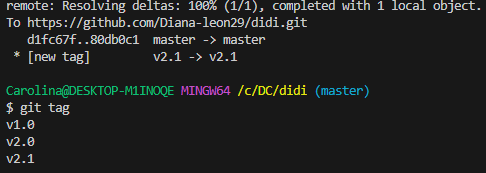 remote: Resolving deltas: 100% (1/1), completed with 1 local object.
To https://github.com/Diana-leon29/didi.git
   d1fc67f..80db0c1  master -> master
 * [new tag]         v2.1 -> v2.1
Carolina@DESKTOP-M1INOQE MINGW64 /c/DC/didi (master)
$ git tag
v1.0
v2.0
v2.1